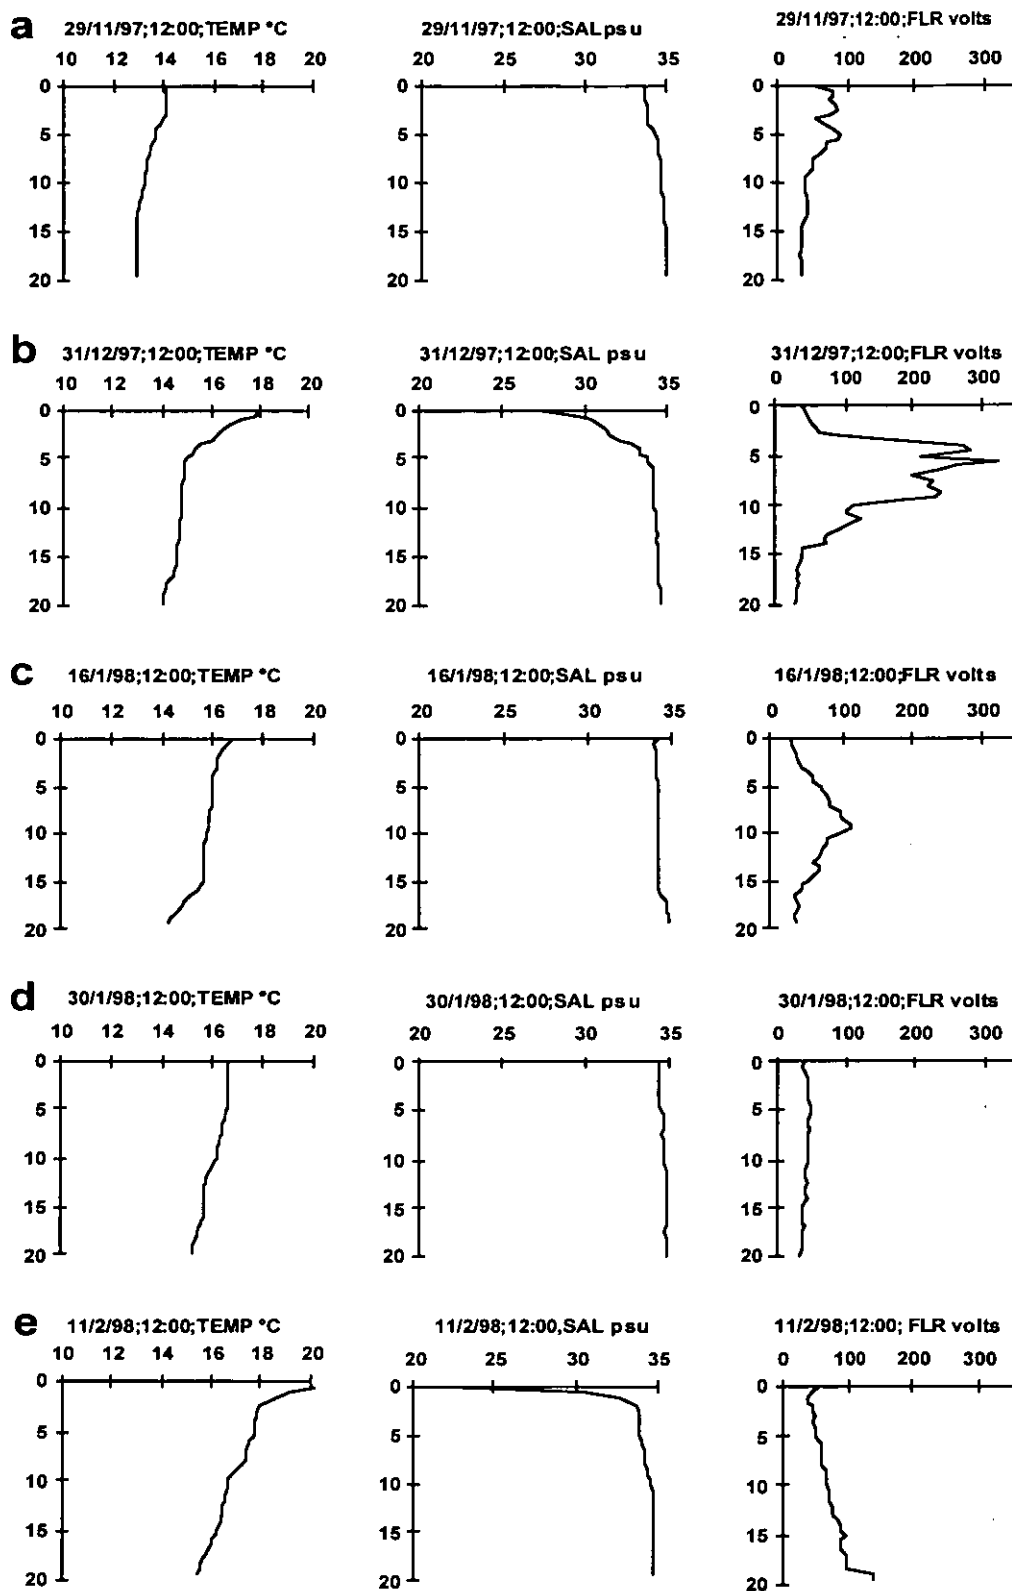 a
29/11/97;12:00;TEMP °C
29/11/97;12:00;SALpsu
29/11/97;12:00;FLR volts
10 12 14 16 18 20
20 25 30 35
0 100 200 300
0
5
10
15
20
0
5
10
15
20
0
5
10
15
20
b
31/12/97;12:00;TEMP °C
31/12/97;12:00;SAL psu
31/12/97;12:00;FLR volts
10 12 14 16 18 20
20 25 30 35
0 100 200 300
0
5
10
15
20
0
5
10
15
20
0
5
10
15
20
c
16/1/98;12:00;TEMP °C
16/1/98;12:00;SAL psu
16/1/98;12:00;FLR volts
10 12 14 16 18 20
20 25 30 35
0 100 200 300
0
5
10
15
20
0
5
10
15
20
0
5
10
15
20
d
30/1/98;12:00;TEMP °C
30/1/98;12:00;SAL psu
30/1/98;12:00;FLR volts
10 12 14 16 18 20
20 25 30 35
0 100 200 300
0
5
10
15
20
0
5
10
15
20
0
5
10
15
20
e
11/2/98;12:00;TEMP °C
11/2/98;12:00,SAL psu
11/2/98;12:00; FLR volts
10 12 14 16 18 20
20 25 30 35
0 100 200 300
0
5
10
15
20
0
5
10
15
20
0
5
10
15
20